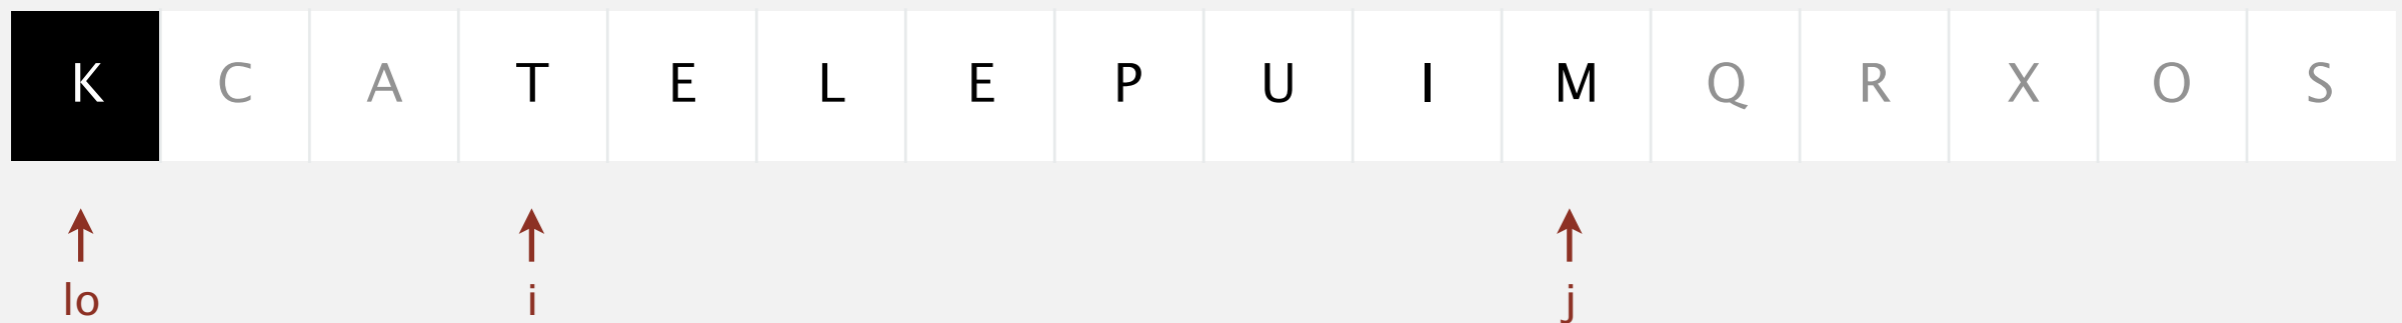 K C A T E L E P U I M Q R X O S
lo i j